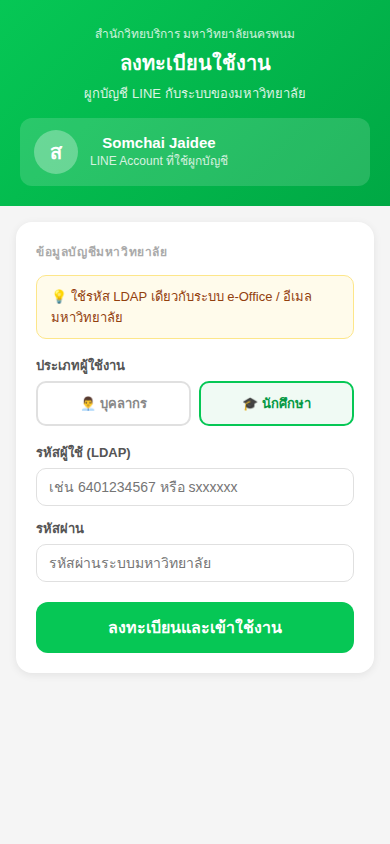 สำนักวิทยบริการ มหาวิทยาลัยนครพนม
ลงทะเบียนใช้งาน
ผูกบัญชี LINE กับระบบของมหาวิทยาลัย
ส
Somchai Jaidee
LINE Account ที่ใช้ผูกบัญชี
ข้อมูลบัญชีมหาวิทยาลัย
💡 ใช้รหัส LDAP เดียวกับระบบ e-Office / อีเมล
มหาวิทยาลัย
ประเภทผู้ใช้งาน
👨‍💼 บุคลากร
🎓 นักศึกษา
รหัสผู้ใช้ (LDAP)
เช่น 6401234567 หรือ sxxxxxx
รหัสผ่าน
รหัสผ่านระบบมหาวิทยาลัย
ลงทะเบียนและเข้าใช้งาน